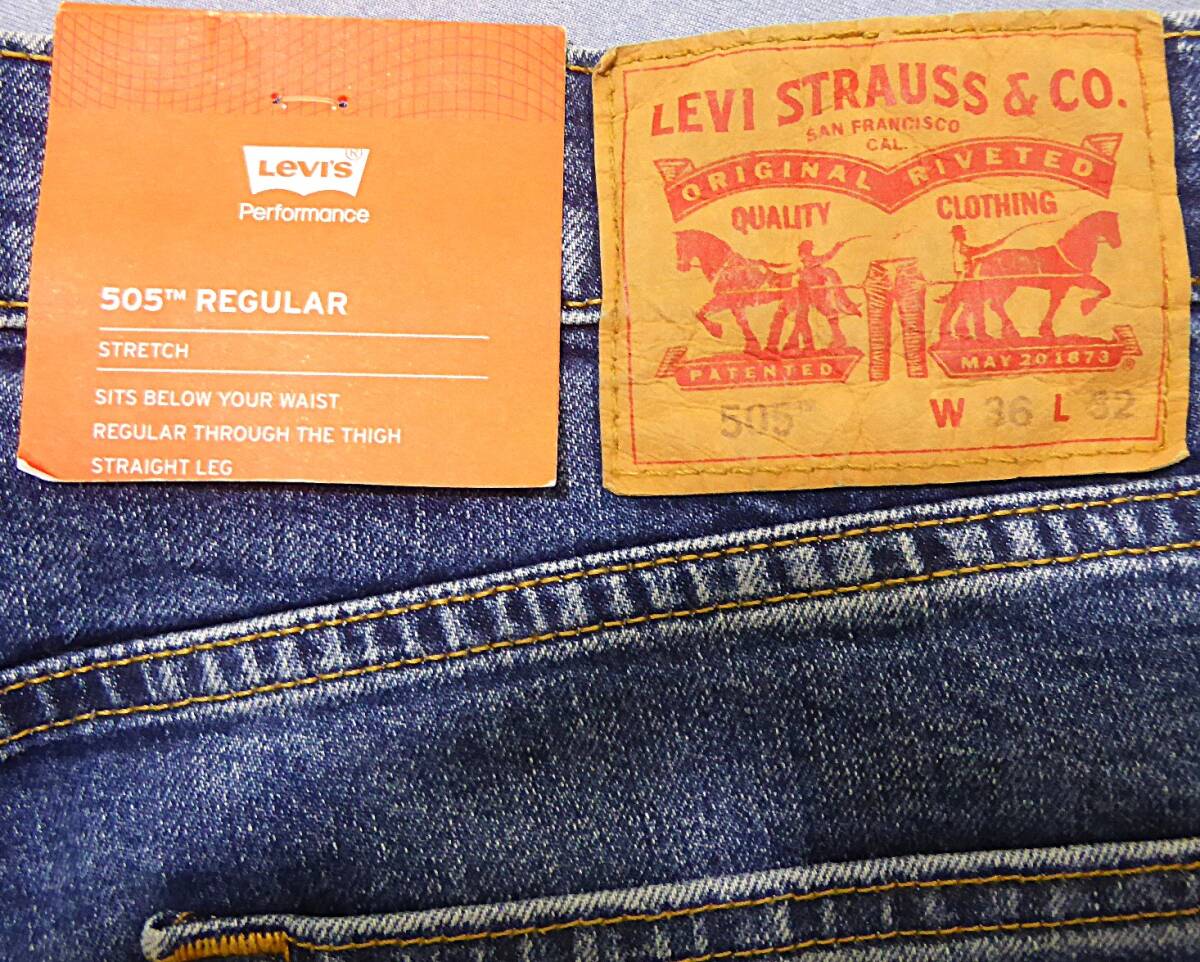 LEVI'S ®
Performance
505™ REGULAR
STRETCH
SITS BELOW YOUR WAIST
REGULAR THROUGH THE THIGH
STRAIGHT LEG
LEVI STRAUSS & CO.
SAN FRANCISCO
CAL.
ORIGINAL RIVETED
QUALITY CLOTHING
PATENTED MAY 20 1873 ®
505™ W 36 L 32